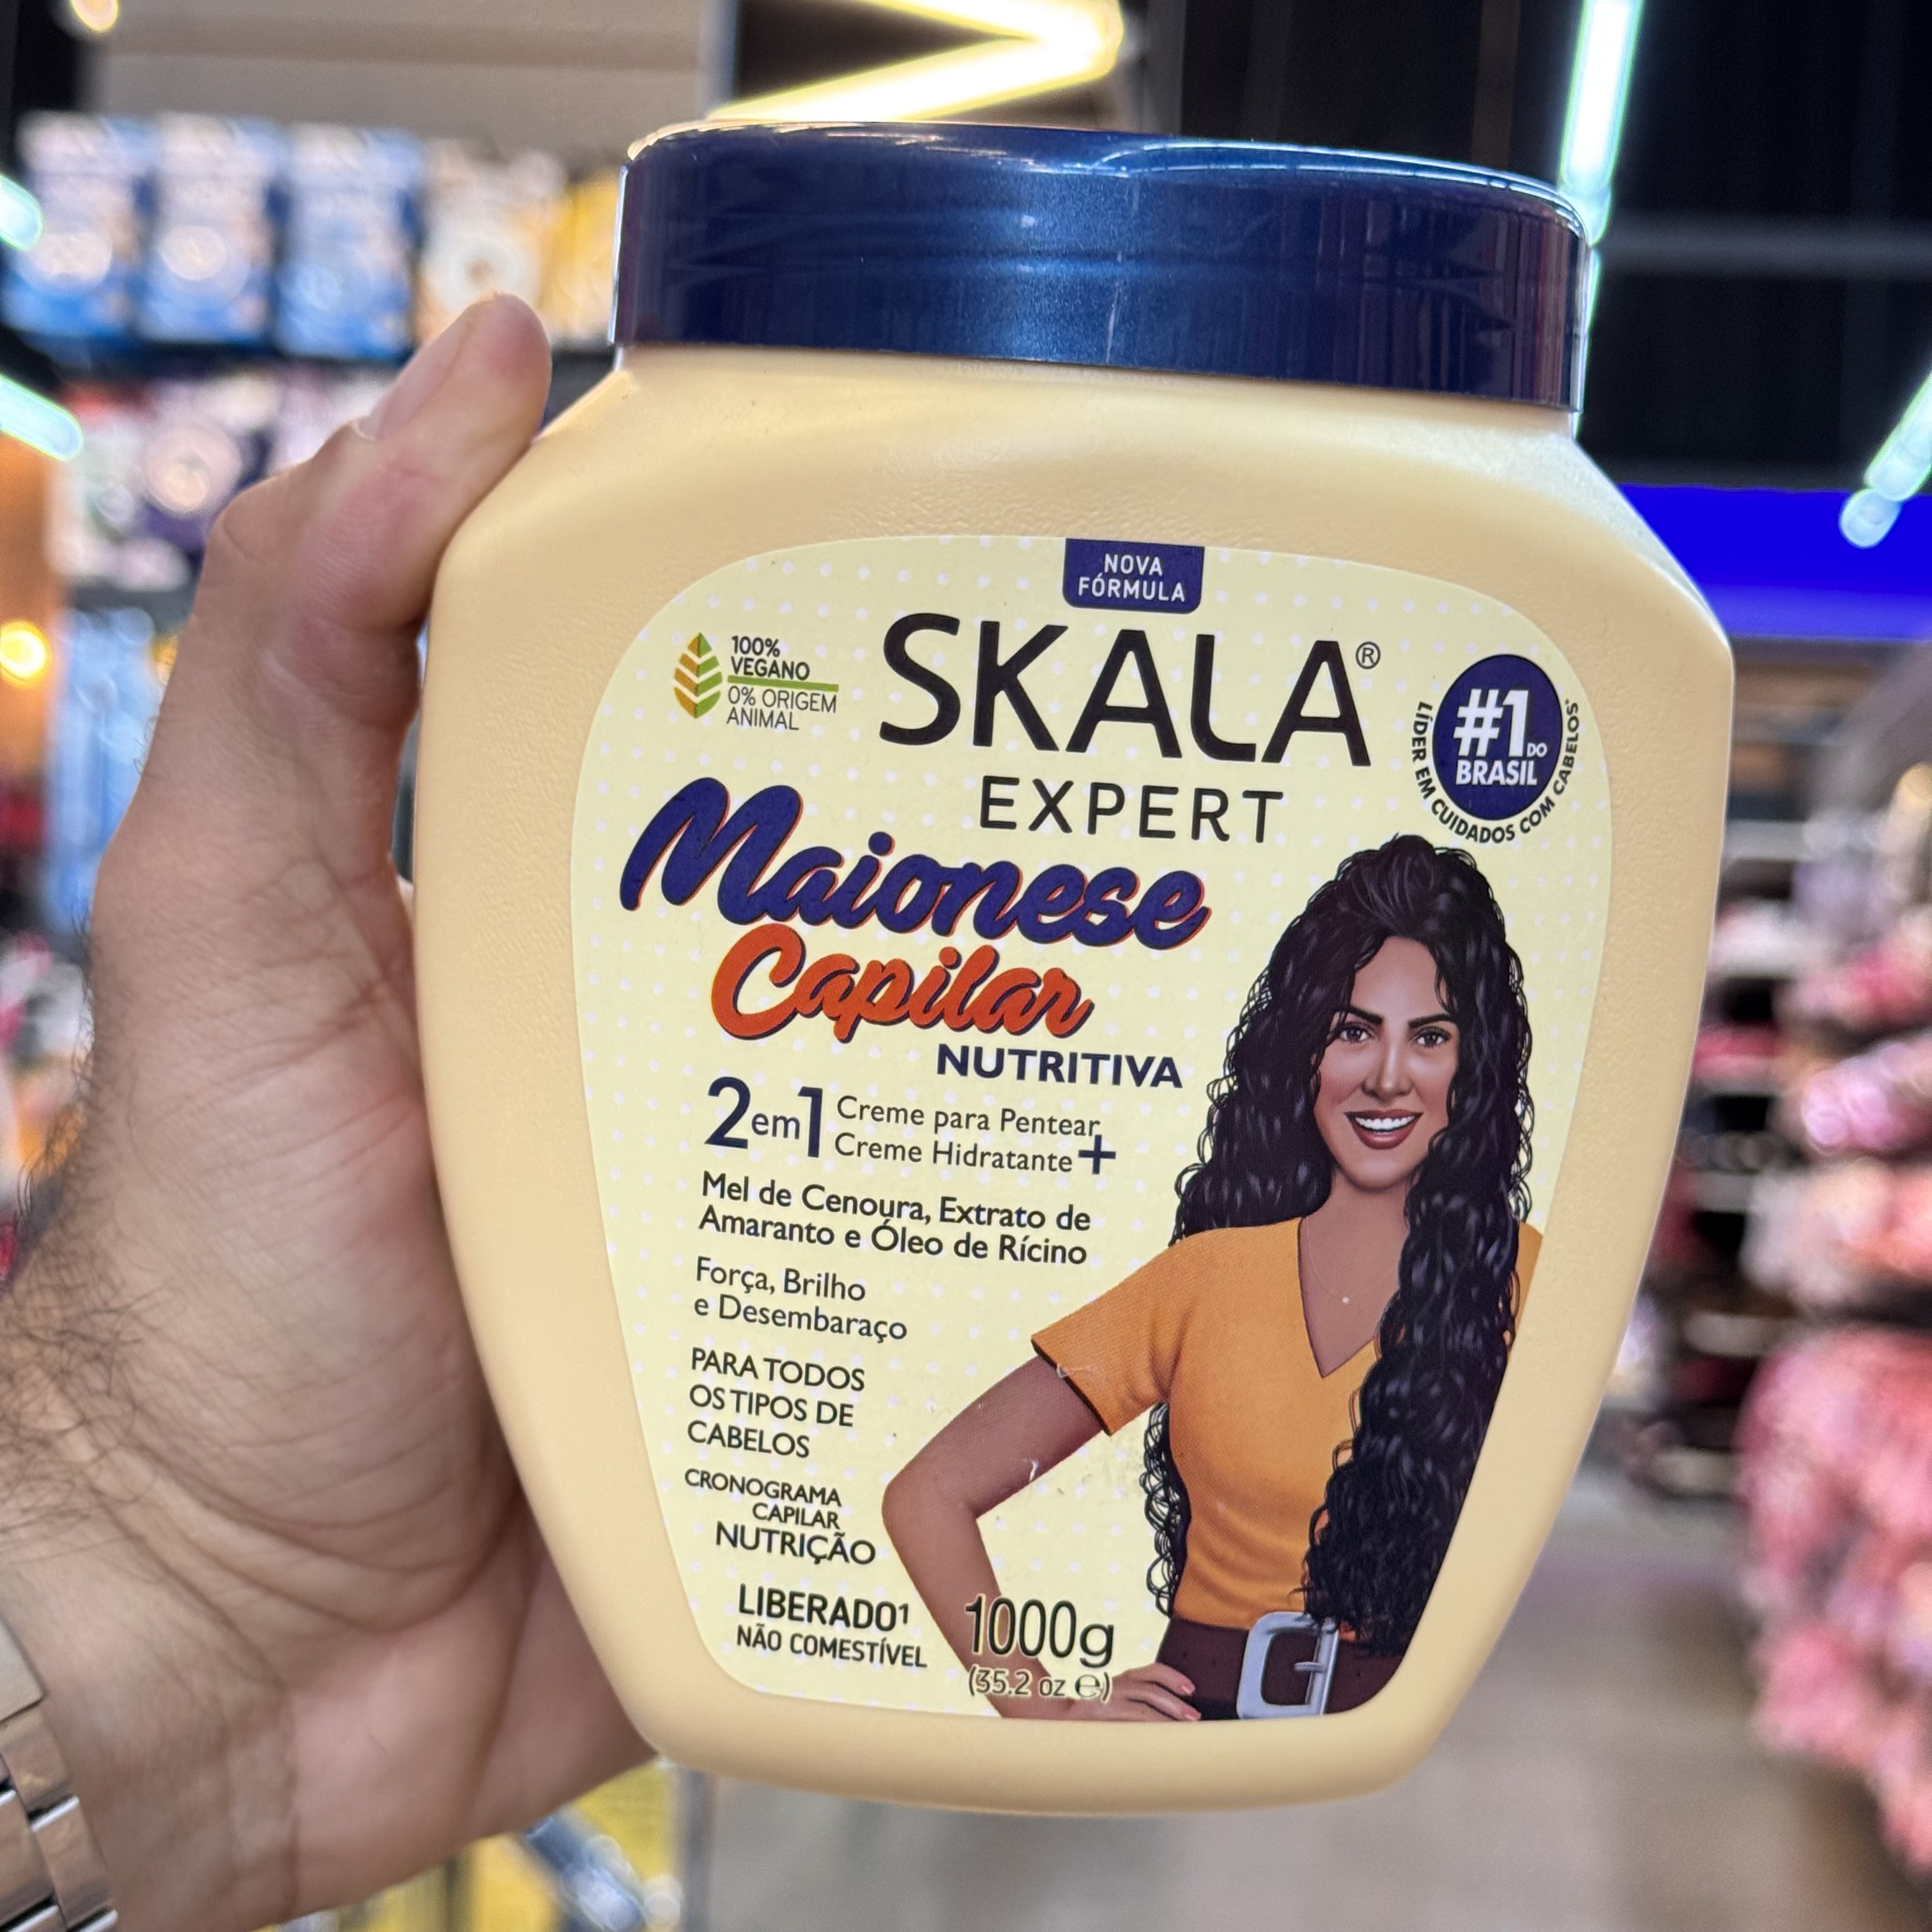 NOVA
FÓRMULA
100%
VEGANO
0% ORIGEM
ANIMAL
SKALA®
EXPERT
#1 DO
BRASIL
LÍDER EM CUIDADOS COM CABELOS*
Maionese
Capilar
NUTRITIVA
2em1 Creme para Pentear
Creme Hidratante +
Mel de Cenoura, Extrato de
Amaranto e Óleo de Rícino
Força, Brilho
e Desembaraço
PARA TODOS
OS TIPOS DE
CABELOS
CRONOGRAMA
CAPILAR
NUTRIÇÃO
LIBERADO¹
NÃO COMESTÍVEL
1000g
(35,2 oz ℮)